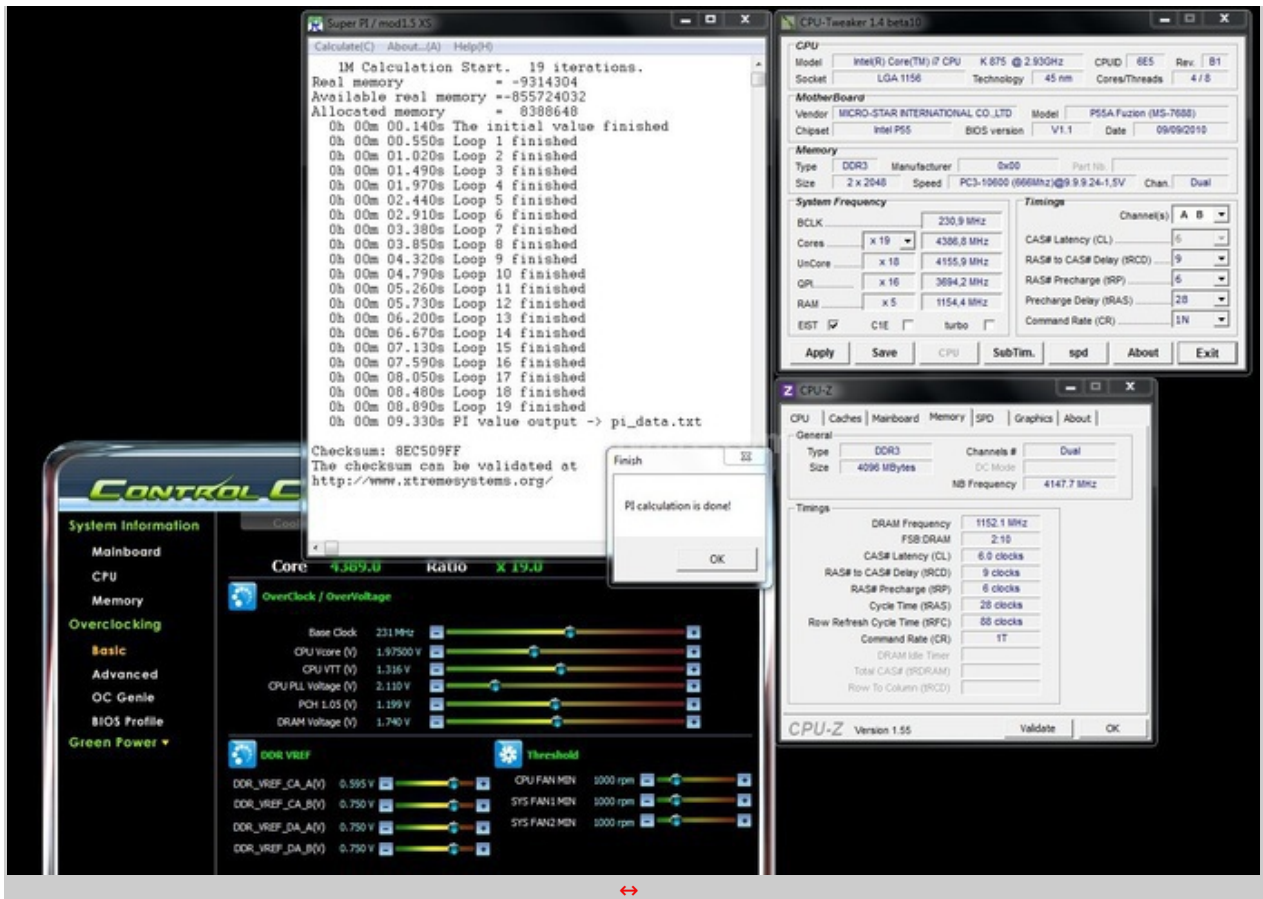 Super PI / mod1.5 XS
Calculate(C) About...(A) Help(H)
1M Calculation Start. 19 iterations.
Real memory = -9314304
Available real memory =-855724032
Allocated memory = 8388648
0h 00m 00.140s The initial value finished
0h 00m 00.550s Loop 1 finished
0h 00m 01.020s Loop 2 finished
0h 00m 01.490s Loop 3 finished
0h 00m 01.970s Loop 4 finished
0h 00m 02.440s Loop 5 finished
0h 00m 02.910s Loop 6 finished
0h 00m 03.380s Loop 7 finished
0h 00m 03.850s Loop 8 finished
0h 00m 04.320s Loop 9 finished
0h 00m 04.790s Loop 10 finished
0h 00m 05.260s Loop 11 finished
0h 00m 05.730s Loop 12 finished
0h 00m 06.200s Loop 13 finished
0h 00m 06.670s Loop 14 finished
0h 00m 07.130s Loop 15 finished
0h 00m 07.590s Loop 16 finished
0h 00m 08.050s Loop 17 finished
0h 00m 08.480s Loop 18 finished
0h 00m 08.890s Loop 19 finished
0h 00m 09.330s PI value output -> pi_data.txt
Checksum: 8EC509FF
The checksum can be validated at
http://www.xtremesystems.org/
Finish
PI calculation is done!
OK
CPU-Tweaker 1.4 beta10
CPU
Model Intel(R) Core(TM) i7 CPU K 875 @ 2.93GHz CPUID 6E5 Rev. B1
Socket LGA 1156 Technology 45 nm Cores/Threads 4 / 8
MotherBoard
Vendor MICRO-STAR INTERNATIONAL CO.,LTD Model P55A Fuzion (MS-7688)
Chipset Intel P55 BIOS version V1.1 Date 09/09/2010
Memory
Type DDR3 Manufacturer 0x00 Part Nb.
Size 2 x 2048 Speed PC3-10600 (666Mhz)@9.9.9.24-1,5V Chan. Dual
System Frequency
BCLK 230,9 MHz
Cores x 19 4386,8 MHz
UnCore x 18 4155,9 MHz
QPI x 16 3694,2 MHz
RAM x 5 1154,4 MHz
EIST C1E turbo
Timings
Channel(s) A B
CAS# Latency (CL) 6
RAS# to CAS# Delay (tRCD) 9
RAS# Precharge (tRP) 6
Precharge Delay (tRAS) 28
Command Rate (CR) 1N
Apply Save CPU SubTim. spd About Exit
CPU-Z
CPU Caches Mainboard Memory SPD Graphics About
General
Type DDR3 Channels # Dual
Size 4096 MBytes DC Mode
NB Frequency 4147.7 MHz
Timings
DRAM Frequency 1152.1 MHz
FSB:DRAM 2:10
CAS# Latency (CL) 6.0 clocks
RAS# to CAS# Delay (tRCD) 9 clocks
RAS# Precharge (tRP) 6 clocks
Cycle Time (tRAS) 28 clocks
Row Refresh Cycle Time (tRFC) 88 clocks
Command Rate (CR) 1T
DRAM Idle Timer
Total CAS# (tRDRAM)
Row To Column (tRCD)
CPU-Z Version 1.55 Validate OK
CONTROL C
System Information
Mainboard
CPU
Memory
Overclocking
Basic
Advanced
OC Genie
BIOS Profile
Green Power
Core 4389.0 Ratio x 19.0
OverClock / OverVoltage
Base Clock 231 MHz
CPU Vcore (V) 1.97500 V
CPU VTT (V) 1.316 V
CPU PLL Voltage (V) 2.110 V
PCH 1.05 (V) 1.199 V
DRAM Voltage (V) 1.740 V
DDR VREF
DDR_VREF_CA_A(V) 0.595 V
DDR_VREF_CA_B(V) 0.750 V
DDR_VREF_DA_A(V) 0.750 V
DDR_VREF_DA_B(V) 0.750 V
Threshold
CPU FAN MIN 1000 rpm
SYS FAN1 MIN 1000 rpm
SYS FAN2 MIN 1000 rpm